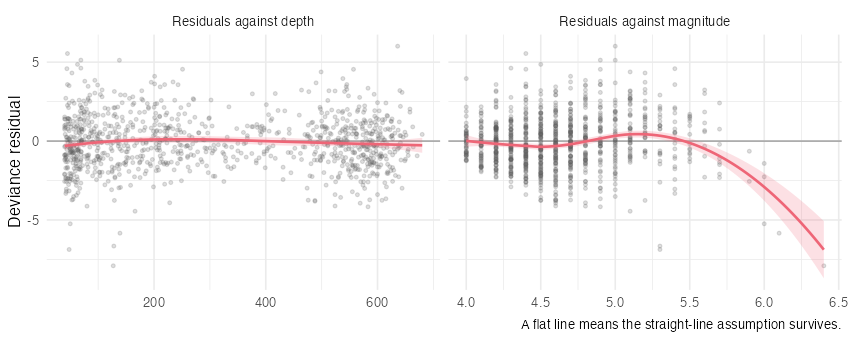 Residuals against depth Residuals against magnitude
Deviance residual
5
0
-5
200 400 600 4.0 4.5 5.0 5.5 6.0 6.5
A flat line means the straight-line assumption survives.